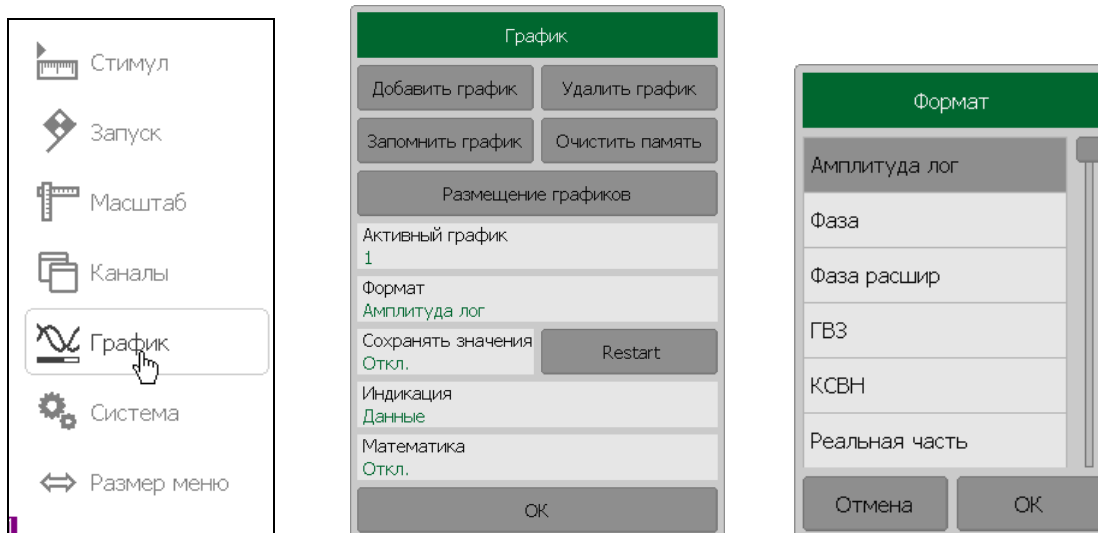 Стимул
Запуск
Масштаб
Каналы
График
Система
Размер меню
График
Добавить график
Удалить график
Запомнить график
Очистить память
Размещение графиков
Активный график
1
Формат
Амплитуда лог
Сохранять значения
Откл.
Restart
Индикация
Данные
Математика
Откл.
ОК
Формат
Амплитуда лог
Фаза
Фаза расшир
ГВЗ
КСВН
Реальная часть
Отмена
ОК